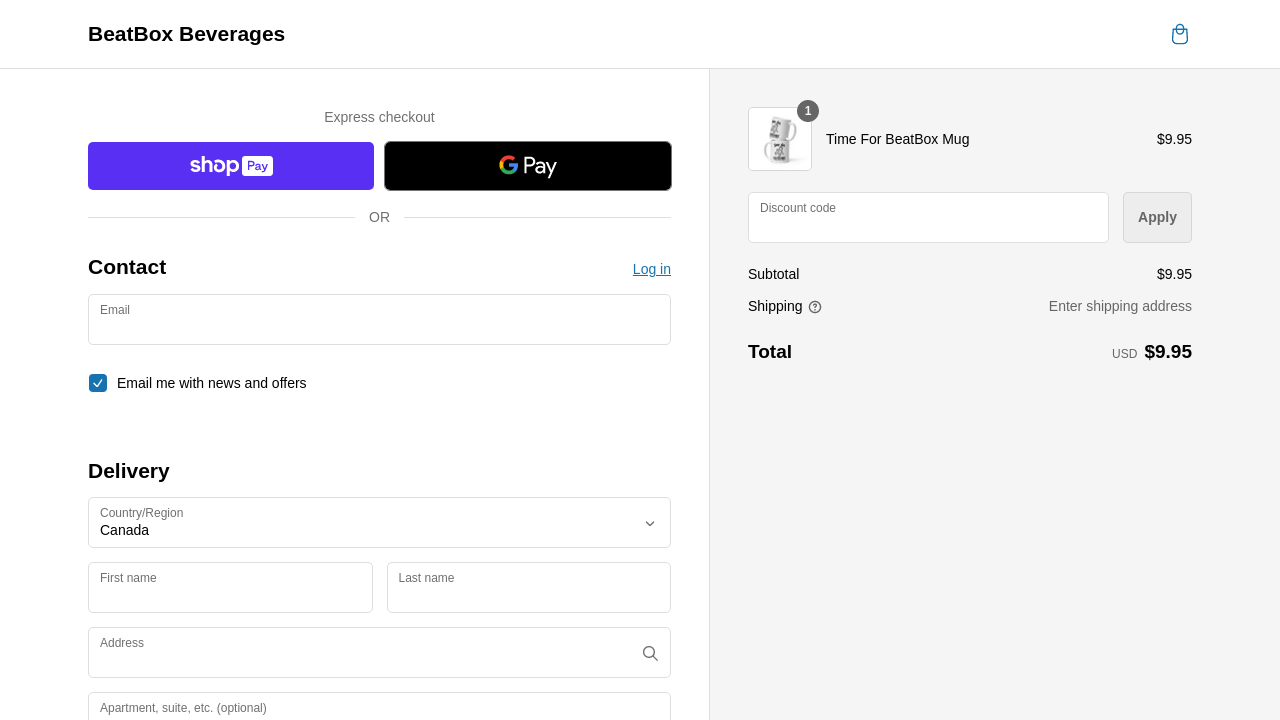 BeatBox Beverages
Express checkout
shop Pay
G Pay
OR
Contact
Log in
Email
Email me with news and offers
Delivery
Country/Region
Canada
First name
Last name
Address
Apartment, suite, etc. (optional)
1
Time For BeatBox Mug
$9.95
Discount code
Apply
Subtotal
$9.95
Shipping
Enter shipping address
Total
USD $9.95